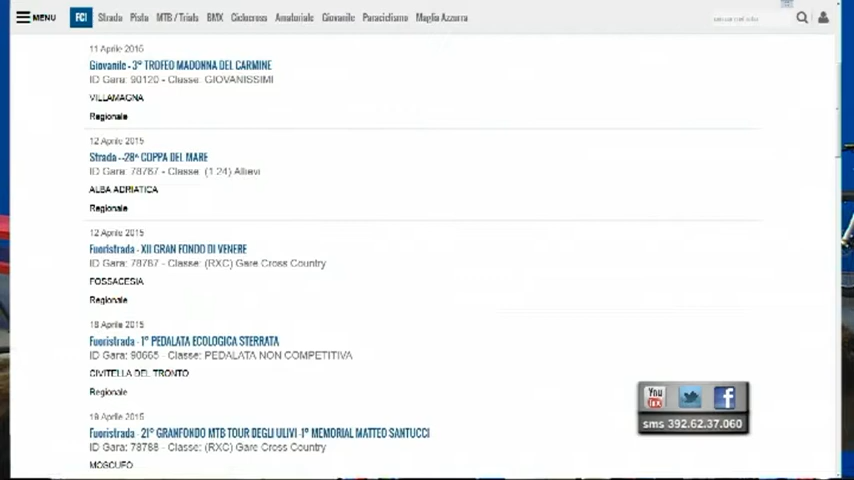 MENU
FCI
Strada Pista MTB / Trials BMX Ciclocross Amatoriale Giovanile Paraciclismo Maglia Azzurra
11 Aprile 2015
Giovanile - 3° TROFEO MADONNA DEL CARMINE
ID Gara: 90120 - Classe: GIOVANISSIMI
VILLAMAGNA
Regionale
12 Aprile 2015
Strada - -28^ COPPA DEL MARE
ID Gara: 78767 - Classe: (1.24) Allievi
ALBA ADRIATICA
Regionale
12 Aprile 2015
Fuoristrada - XII GRAN FONDO DI VENERE
ID Gara: 78787 - Classe: (RXC) Gare Cross Country
FOSSACESIA
Regionale
18 Aprile 2015
Fuoristrada - 1° PEDALATA ECOLOGICA STERRATA
ID Gara: 90665 - Classe: PEDALATA NON COMPETITIVA
CIVITELLA DEL TRONTO
Regionale
19 Aprile 2015
Fuoristrada - 21° GRANFONDO MTB TOUR DEGLI ULIVI -1° MEMORIAL MATTEO SANTUCCI
ID Gara: 78788 - Classe: (RXC) Gare Cross Country
MOSCUFO
You
f
sms 392.62.37.060